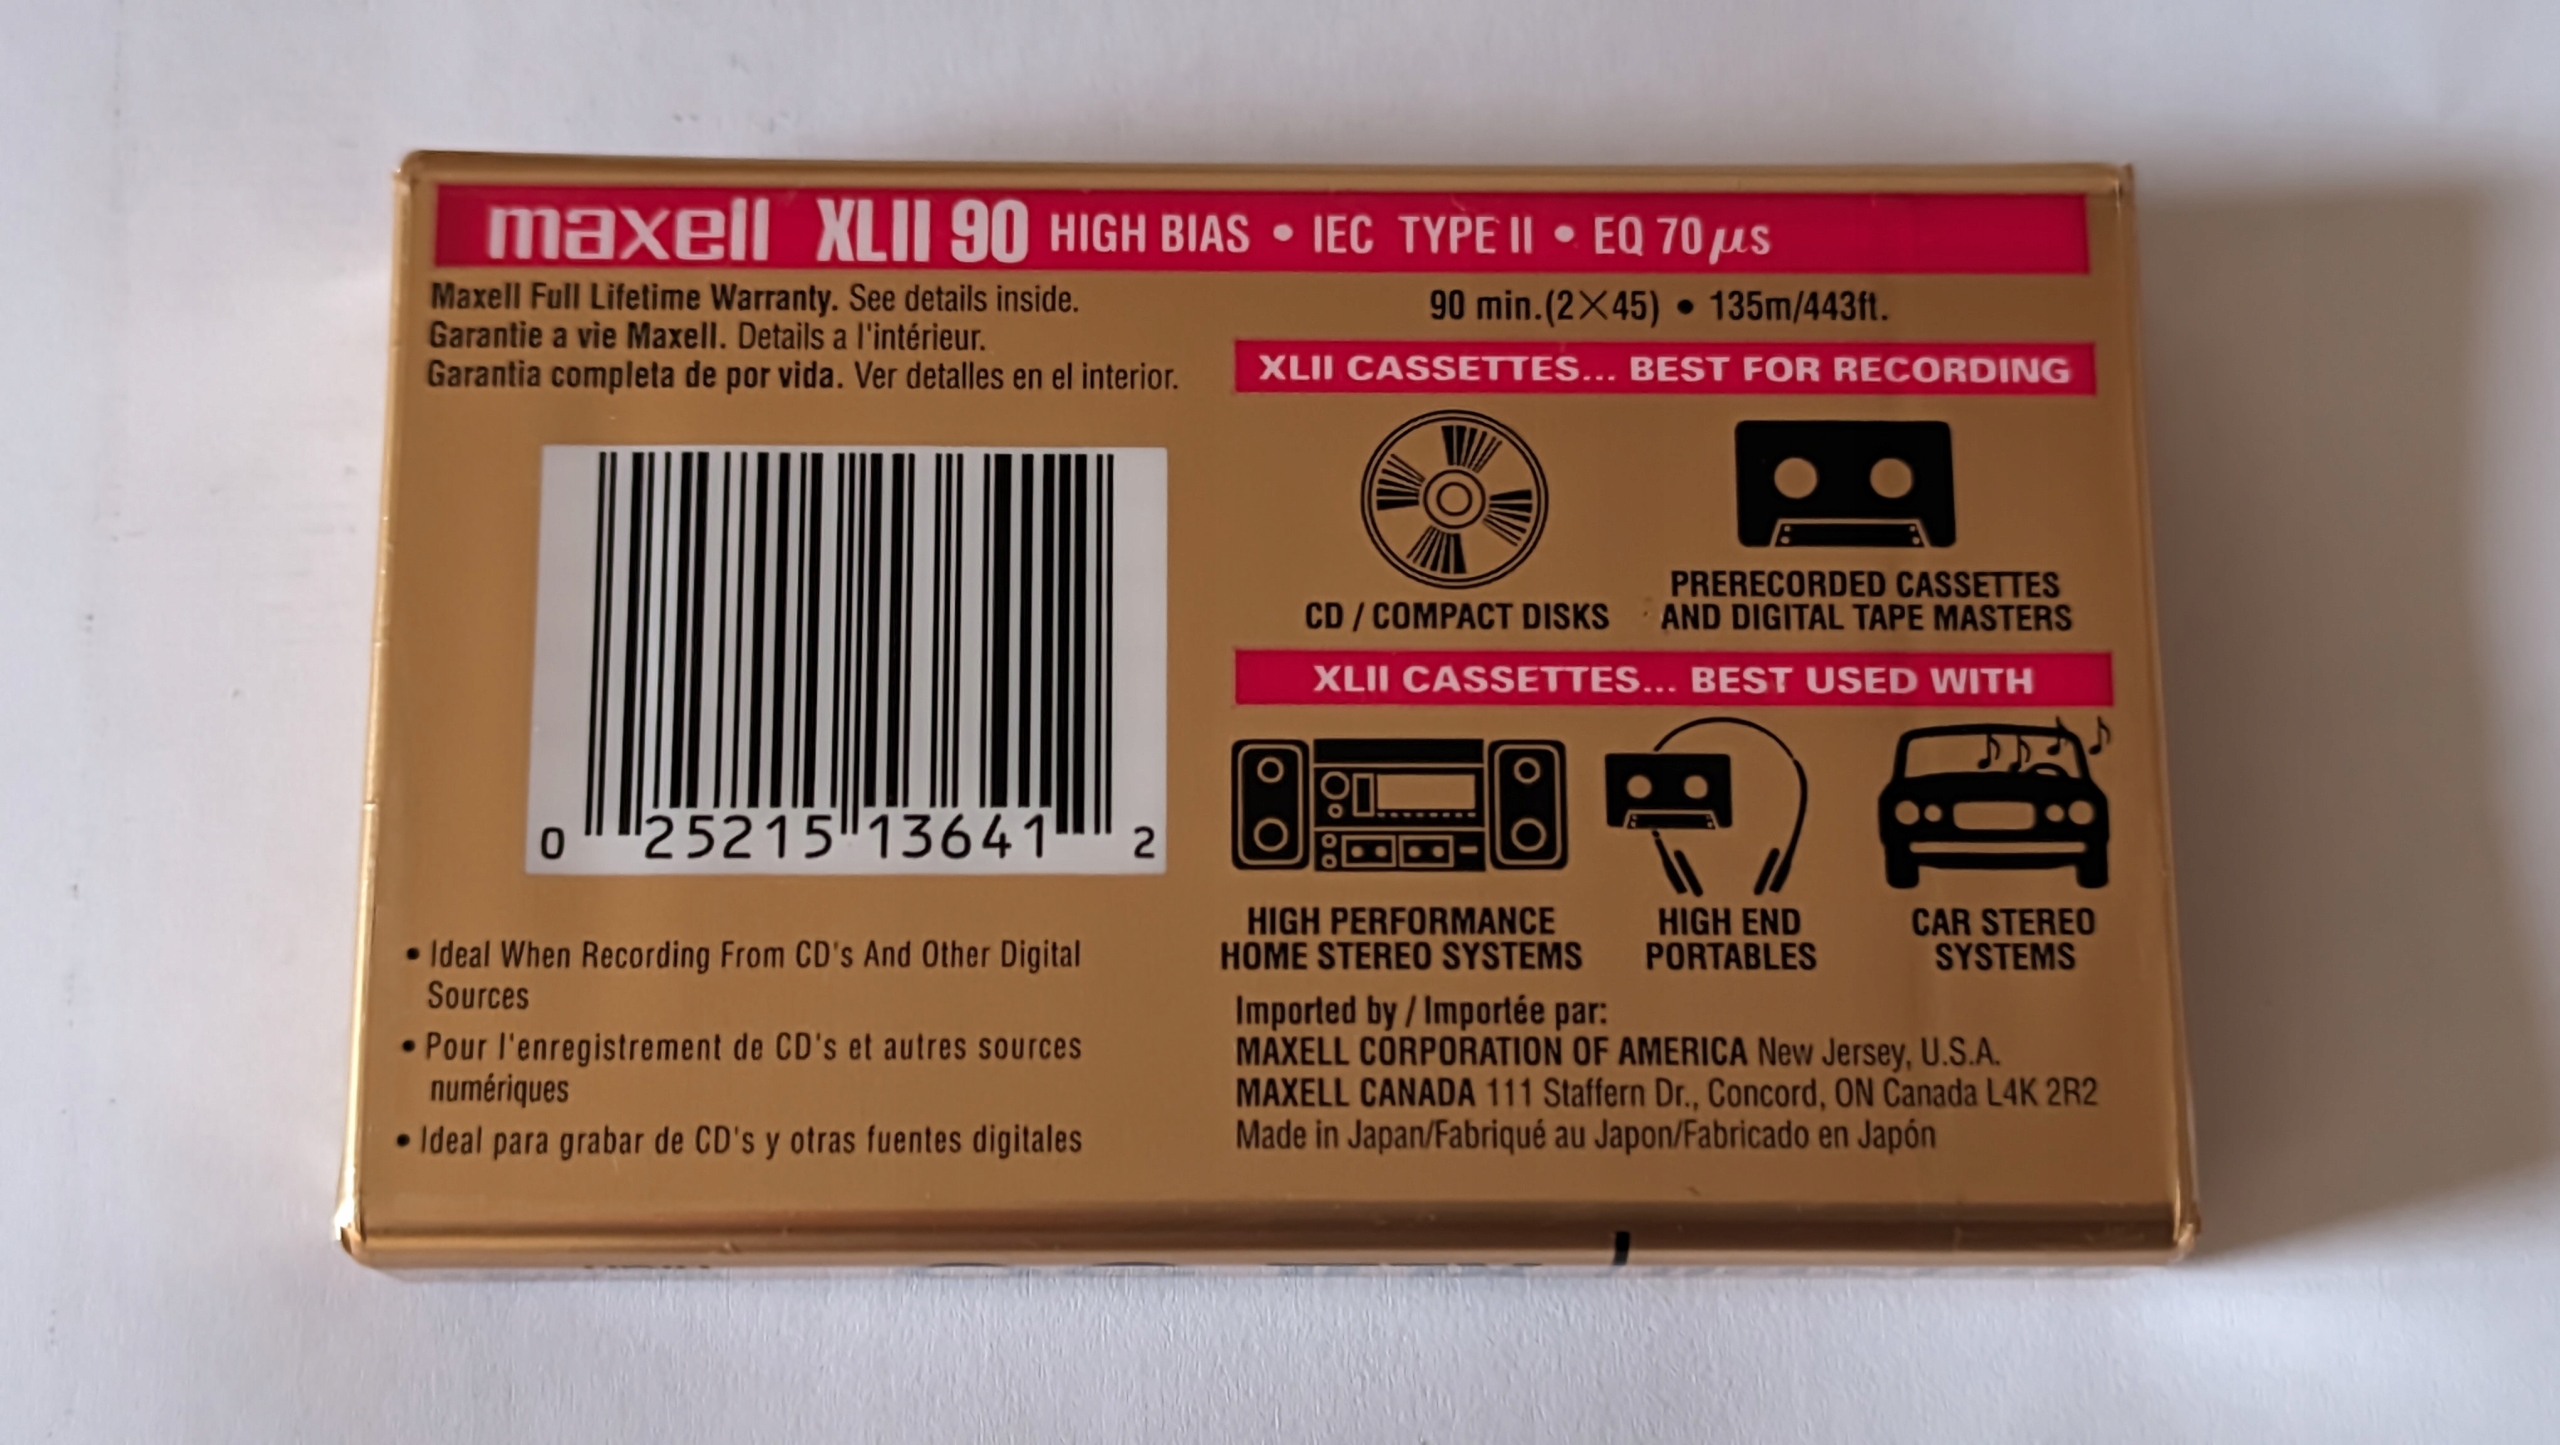 maxell XLII 90 HIGH BIAS • IEC TYPE II • EQ 70 μs
Maxell Full Lifetime Warranty. See details inside.
Garantie a vie Maxell. Details a l'intérieur.
Garantia completa de por vida. Ver detalles en el interior.
0 25215 13641 2
• Ideal When Recording From CD's And Other Digital
Sources
• Pour l'enregistrement de CD's et autres sources
numériques
• Ideal para grabar de CD's y otras fuentes digitales
90 min.(2×45) • 135m/443ft.
XLII CASSETTES... BEST FOR RECORDING
CD / COMPACT DISKS
PRERECORDED CASSETTES
AND DIGITAL TAPE MASTERS
XLII CASSETTES... BEST USED WITH
HIGH PERFORMANCE
HOME STEREO SYSTEMS
HIGH END
PORTABLES
CAR STEREO
SYSTEMS
Imported by / Importée par:
MAXELL CORPORATION OF AMERICA New Jersey, U.S.A.
MAXELL CANADA 111 Staffern Dr., Concord, ON Canada L4K 2R2
Made in Japan/Fabriqué au Japon/Fabricado en Japón